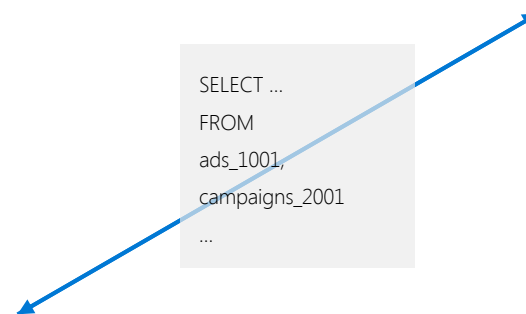 SELECT …
FROM
ads_1001,
campaigns_2001
…